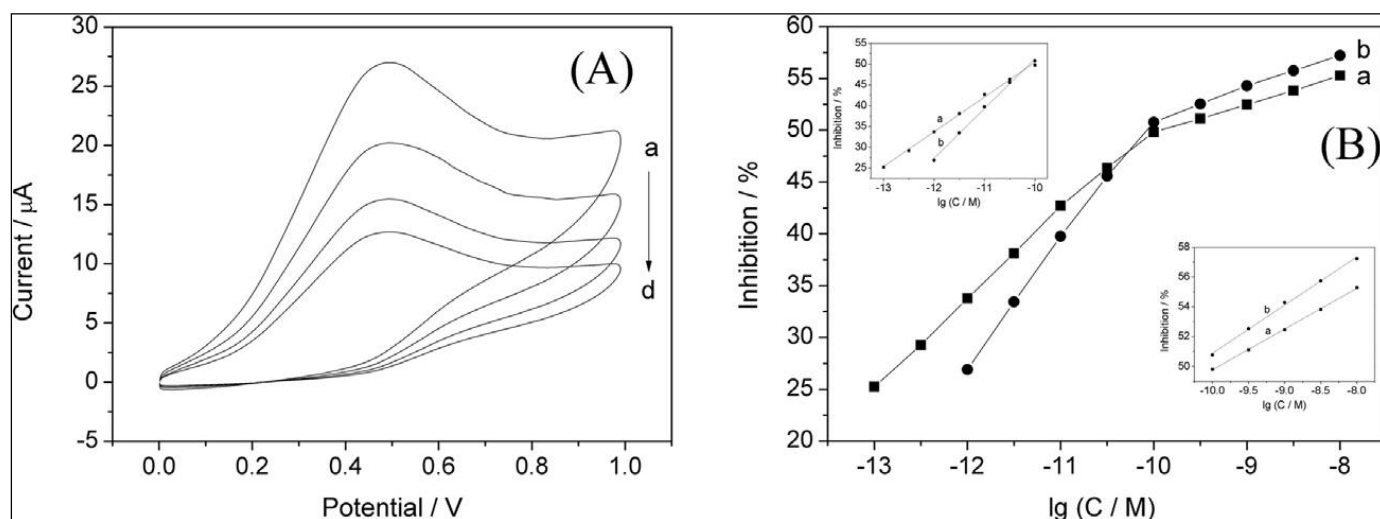 (A)
30
25
20
15
10
5
0
-5
Current / μA
0.0 0.2 0.4 0.6 0.8 1.0
Potential / V
a
d
(B)
60
55
50
45
40
35
30
25
20
Inhibition / %
-13 -12 -11 -10 -9 -8
lg (C / M)
b
a
55
50
45
40
35
30
25
Inhibition / %
a
b
-13 -12 -11 -10
lg (C / M)
58
56
54
52
50
Inhibition / %
b
a
-10.0 -9.5 -9.0 -8.5 -8.0
lg (C / M)